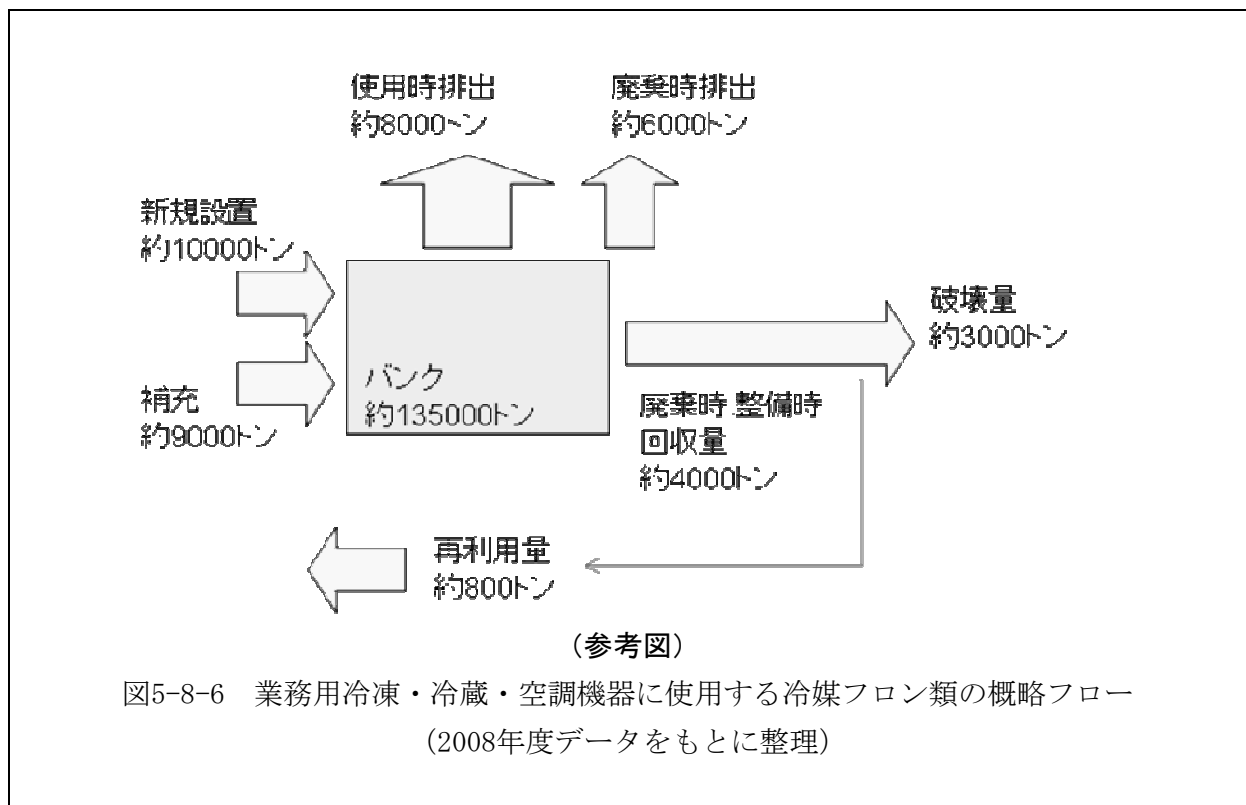 使用時排出
約8000トン
廃棄時排出
約6000トン
新規設置
約10000トン
補充
約9000トン
バンク
約135000トン
破壊量
約3000トン
廃棄時 整備時
回収量
約4000トン
再利用量
約800トン
(参考図)
図5-8-6 業務用冷凍・冷蔵・空調機器に使用する冷媒フロン類の概略フロー
(2008年度データをもとに整理)